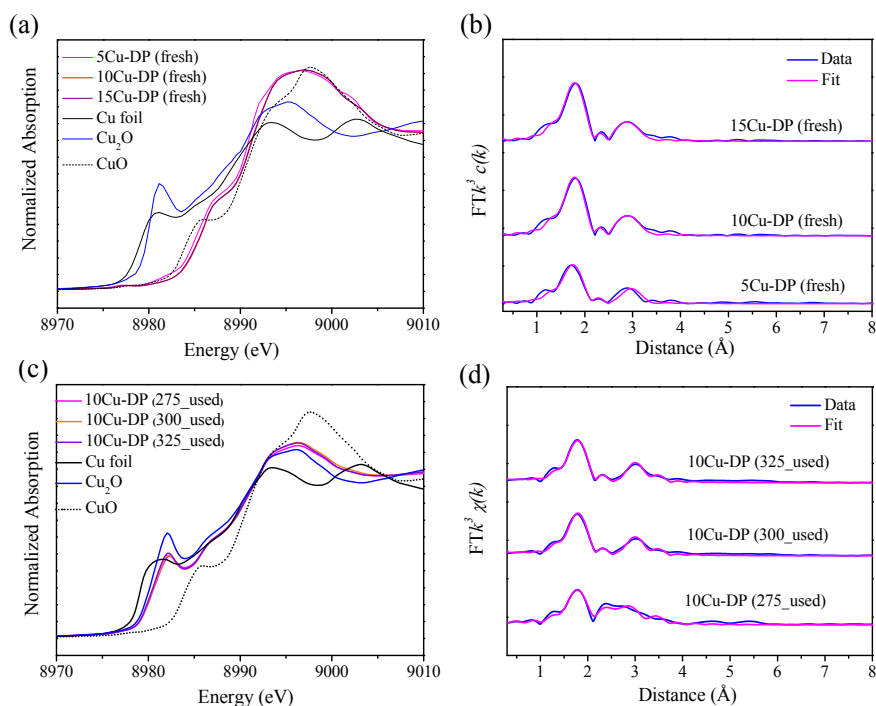 (a)
5Cu-DP (fresh)
10Cu-DP (fresh)
15Cu-DP (fresh)
Cu foil
Cu₂O
CuO
Normalized Absorption
8970 8980 8990 9000 9010
Energy (eV)
(b)
Data
Fit
15Cu-DP (fresh)
10Cu-DP (fresh)
5Cu-DP (fresh)
FTk³ c(k)
1 2 3 4 5 6 7 8
Distance (Å)
(c)
10Cu-DP (275_used)
10Cu-DP (300_used)
10Cu-DP (325_used)
Cu foil
Cu₂O
CuO
Normalized Absorption
8970 8980 8990 9000 9010
Energy (eV)
(d)
Data
Fit
10Cu-DP (325_used)
10Cu-DP (300_used)
10Cu-DP (275_used)
FTk³ χ(k)
1 2 3 4 5 6 7 8
Distance (Å)